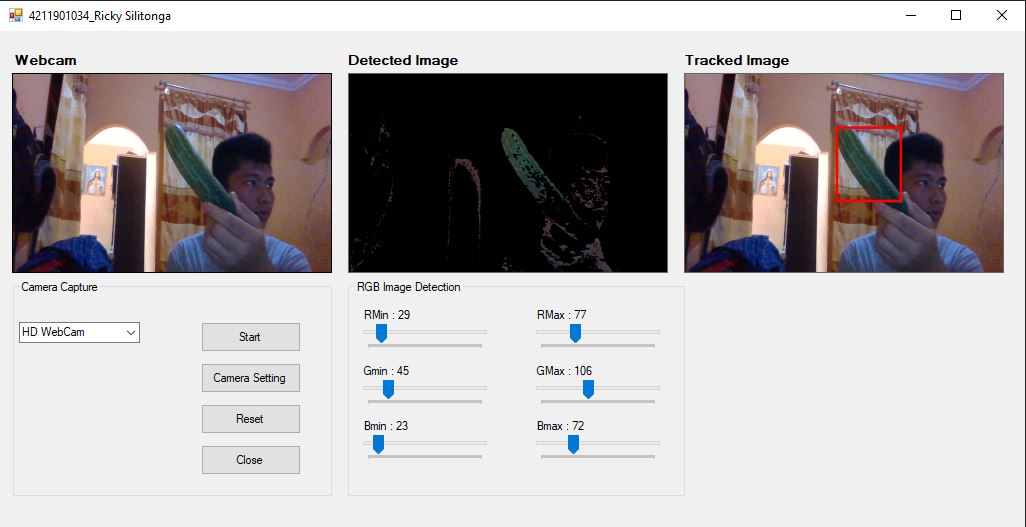 4211901034_Ricky Silitonga
Webcam
Detected Image
Tracked Image
Camera Capture
HD WebCam
Start
Camera Setting
Reset
Close
RGB Image Detection
RMin : 29
RMax : 77
Gmin : 45
GMax : 106
Bmin : 23
Bmax : 72